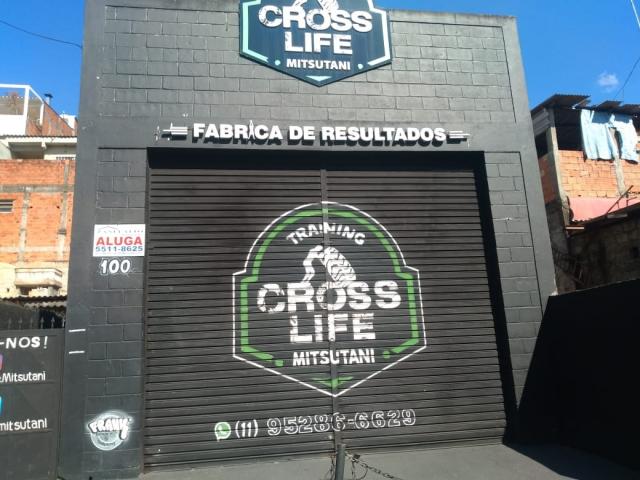 CROSS
LIFE
MITSUTANI
FABRICA DE RESULTADOS
ALUGA
5511-8625
100
TRAINING
CROSS
LIFE
MITSUTANI
(11) 95286-6629
-NOS!
Mitsutani
mitsutani
FRANK